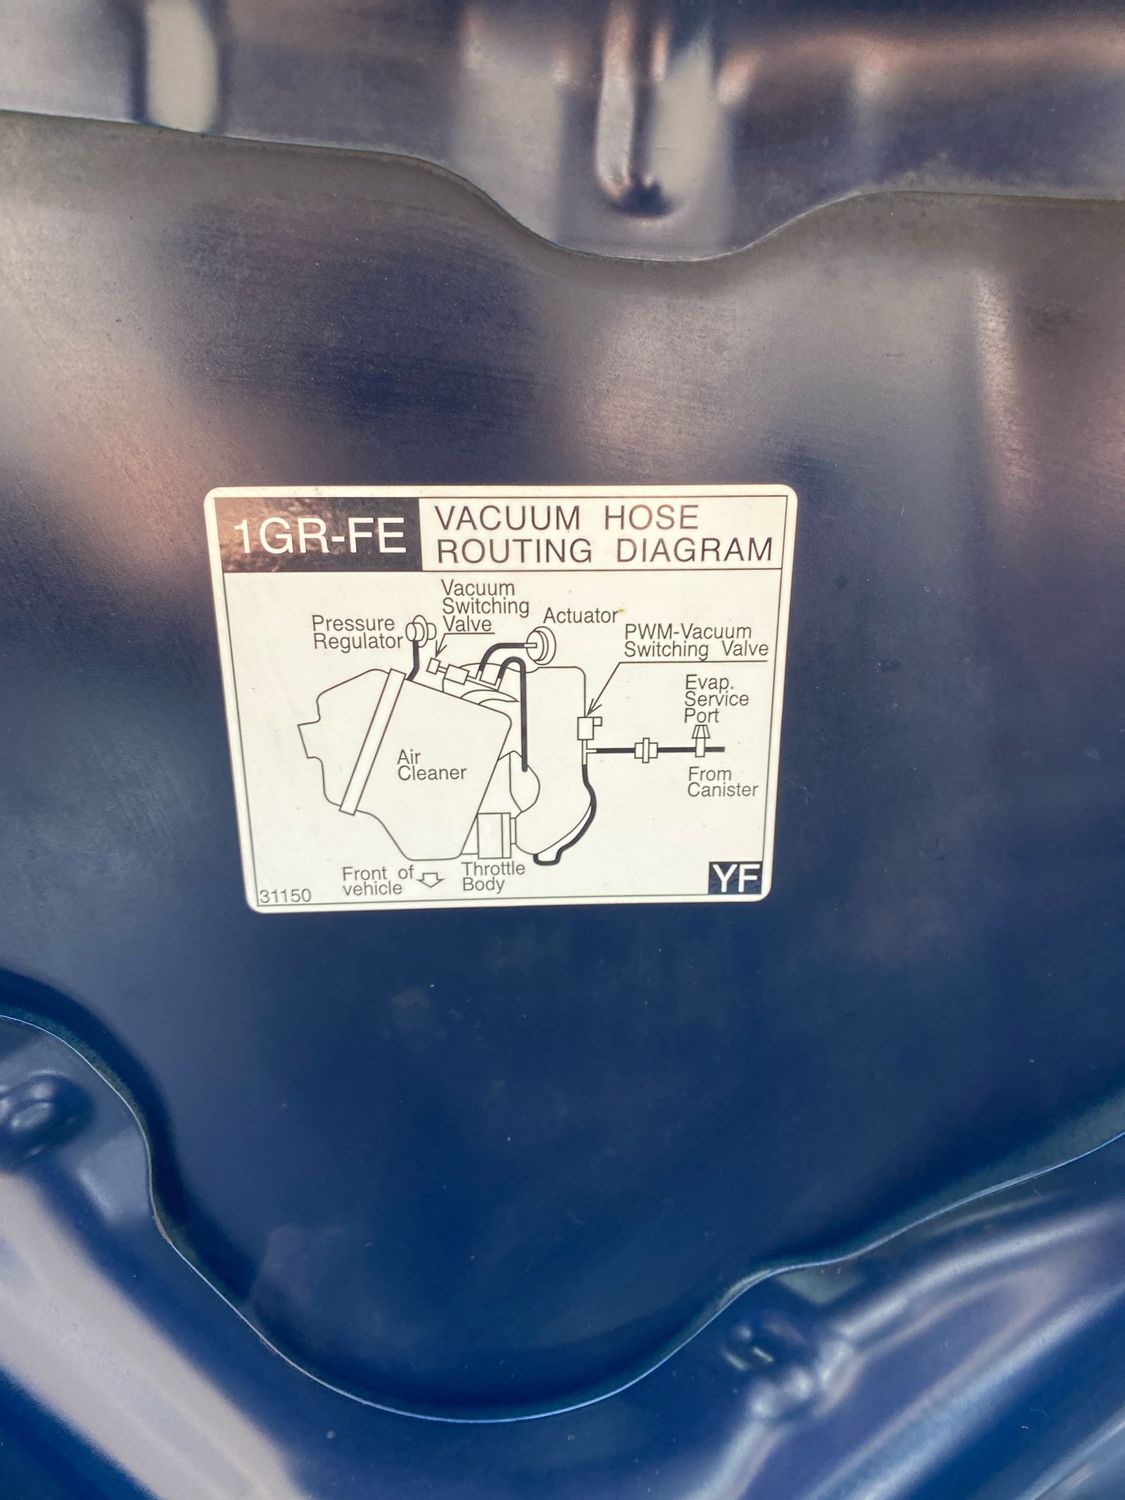 1GR-FE
VACUUM HOSE
ROUTING DIAGRAM
Vacuum
Switching
Valve
Pressure
Regulator
Actuator
PWM-Vacuum
Switching Valve
Evap.
Service
Port
Air
Cleaner
From
Canister
Front of
vehicle
Throttle
Body
31150
YF